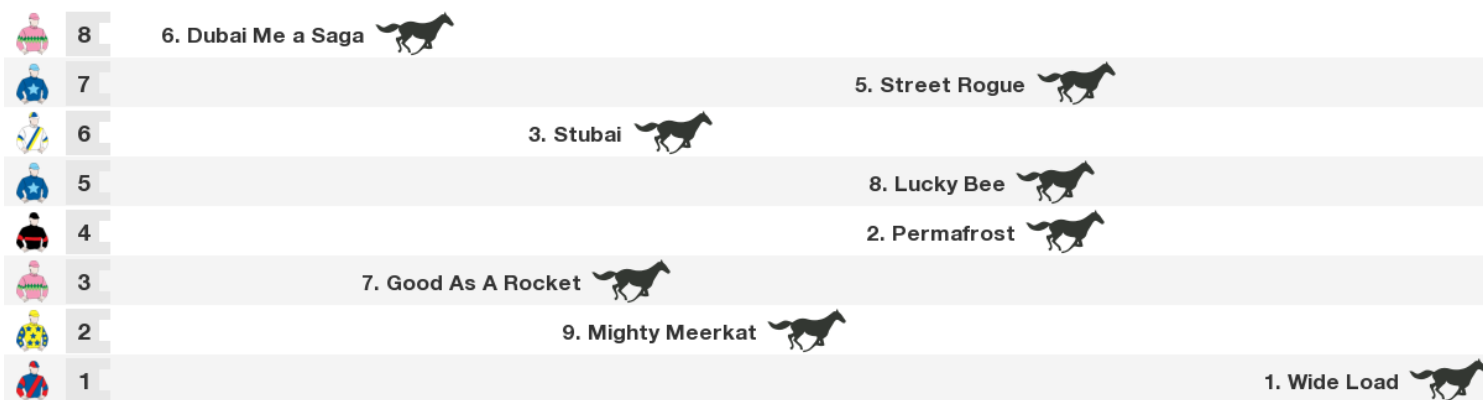 8 6. Dubai Me a Saga
7 5. Street Rogue
6 3. Stubai
5 8. Lucky Bee
4 2. Permafrost
3 7. Good As A Rocket
2 9. Mighty Meerkat
1 1. Wide Load